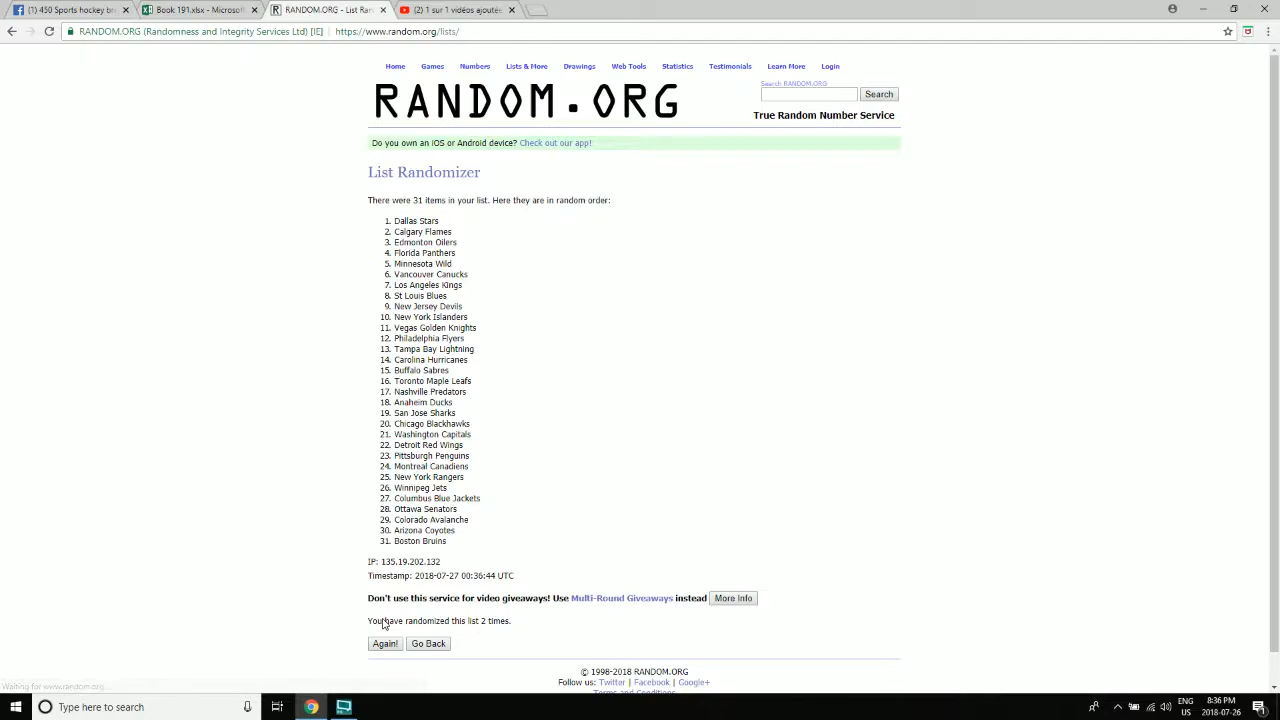 (1) 450 Sports hockey br
Book 191.xlsx - Microsof
RANDOM.ORG - List Ran
(2) 1 sur 1 vidéos ajoutée
RANDOM.ORG (Randomness and Integrity Services Ltd) [IE] | https://www.random.org/lists/
Home Games Numbers Lists & More Drawings Web Tools Statistics Testimonials Learn More Login
RANDOM.ORG
Search RANDOM.ORG
Search
True Random Number Service
Do you own an iOS or Android device? Check out our app!
List Randomizer
There were 31 items in your list. Here they are in random order:
1. Dallas Stars
2. Calgary Flames
3. Edmonton Oilers
4. Florida Panthers
5. Minnesota Wild
6. Vancouver Canucks
7. Los Angeles Kings
8. St Louis Blues
9. New Jersey Devils
10. New York Islanders
11. Vegas Golden Knights
12. Philadelphia Flyers
13. Tampa Bay Lightning
14. Carolina Hurricanes
15. Buffalo Sabres
16. Toronto Maple Leafs
17. Nashville Predators
18. Anaheim Ducks
19. San Jose Sharks
20. Chicago Blackhawks
21. Washington Capitals
22. Detroit Red Wings
23. Pittsburgh Penguins
24. Montreal Canadiens
25. New York Rangers
26. Winnipeg Jets
27. Columbus Blue Jackets
28. Ottawa Senators
29. Colorado Avalanche
30. Arizona Coyotes
31. Boston Bruins
IP: 135.19.202.132
Timestamp: 2018-07-27 00:36:44 UTC
Don't use this service for video giveaways! Use Multi-Round Giveaways instead More Info
You have randomized this list 2 times.
Again! Go Back
© 1998-2018 RANDOM.ORG
Follow us: Twitter | Facebook | Google+
Terms and Conditions
Waiting for www.random.org...
Type here to search
ENG
US
8:36 PM
2018-07-26